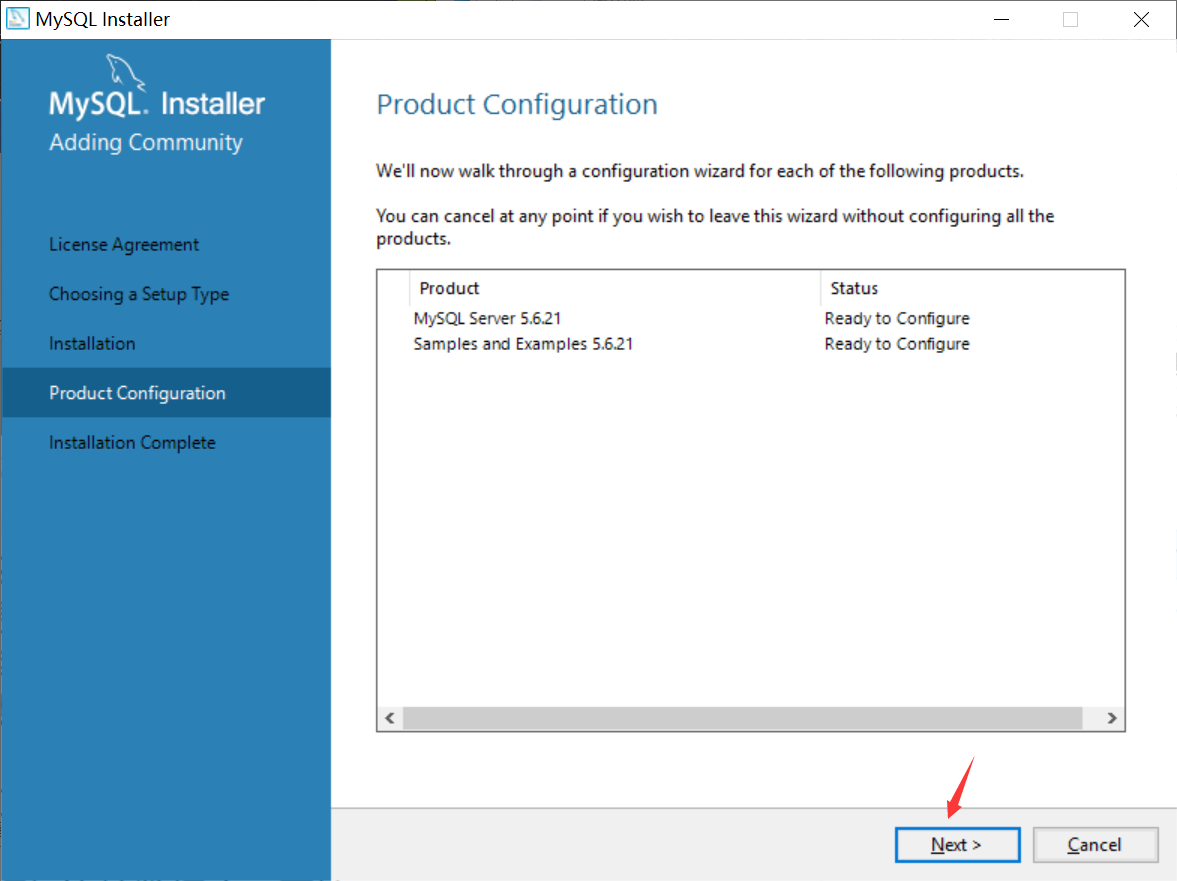 MySQL Installer
MySQL. Installer
Adding Community
License Agreement
Choosing a Setup Type
Installation
Product Configuration
Installation Complete
Product Configuration
We'll now walk through a configuration wizard for each of the following products.
You can cancel at any point if you wish to leave this wizard without configuring all the
products.
Product Status
MySQL Server 5.6.21 Ready to Configure
Samples and Examples 5.6.21 Ready to Configure
Next > Cancel